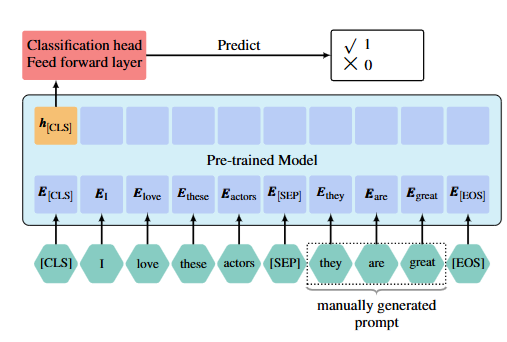 Classification head
Feed forward layer
Predict
✓ 1
✕ 0
h[CLS]
Pre-trained Model
E[CLS] EI Elove Ethese Eactors E[SEP] Ethey Eare Egreat E[EOS]
[CLS] I love these actors [SEP] they are great [EOS]
manually generated
prompt